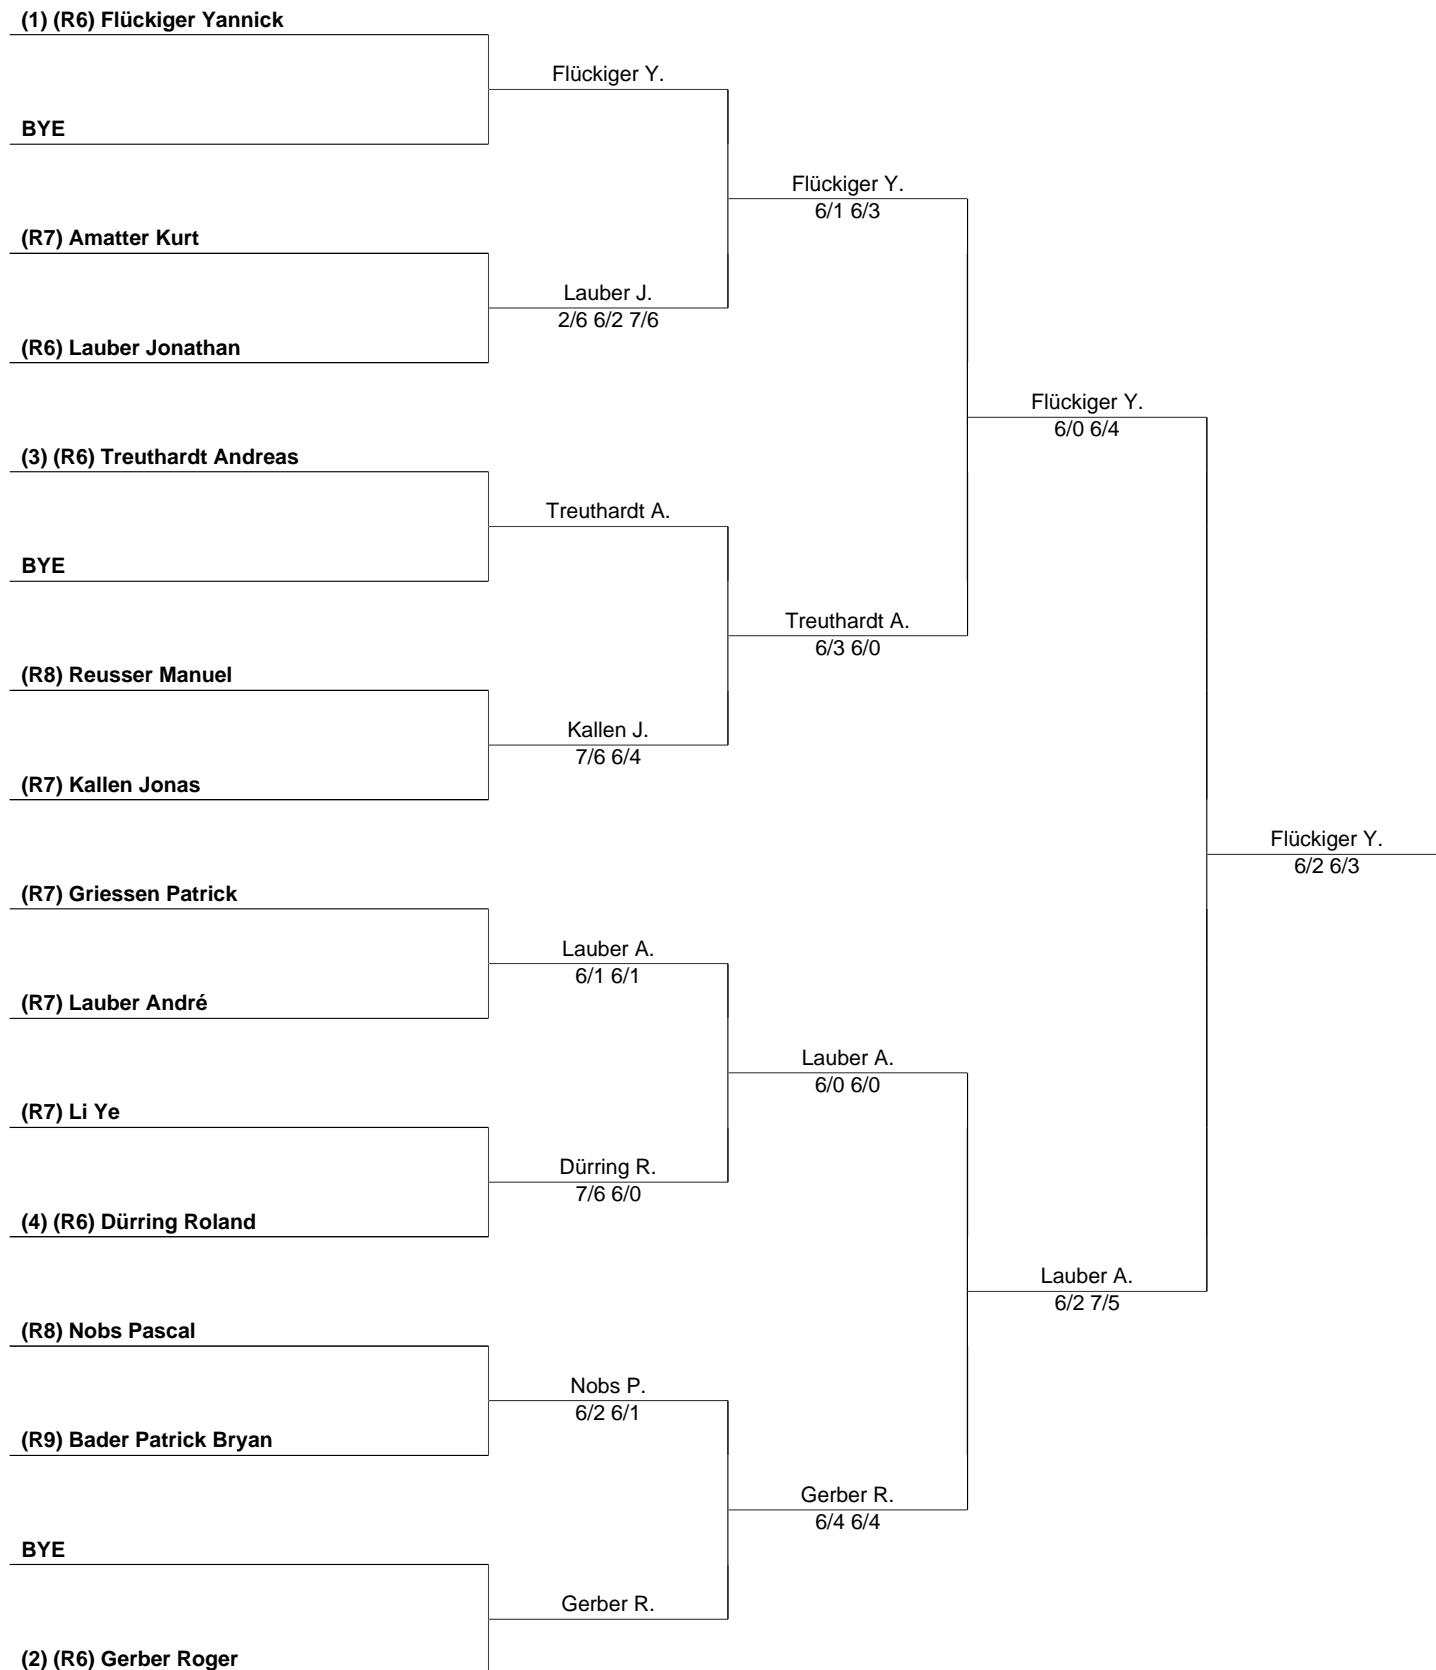 (1) (R6) Flückiger Yannick
Flückiger Y.
BYE
Flückiger Y.
6/1 6/3
(R7) Amatter Kurt
Lauber J.
2/6 6/2 7/6
(R6) Lauber Jonathan
Flückiger Y.
6/0 6/4
(3) (R6) Treuthardt Andreas
Treuthardt A.
BYE
Treuthardt A.
6/3 6/0
(R8) Reusser Manuel
Kallen J.
7/6 6/4
(R7) Kallen Jonas
Flückiger Y.
6/2 6/3
(R7) Griessen Patrick
Lauber A.
6/1 6/1
(R7) Lauber André
Lauber A.
6/0 6/0
(R7) Li Ye
Dürring R.
7/6 6/0
(4) (R6) Dürring Roland
Lauber A.
6/2 7/5
(R8) Nobs Pascal
Nobs P.
6/2 6/1
(R9) Bader Patrick Bryan
Gerber R.
6/4 6/4
BYE
Gerber R.
(2) (R6) Gerber Roger